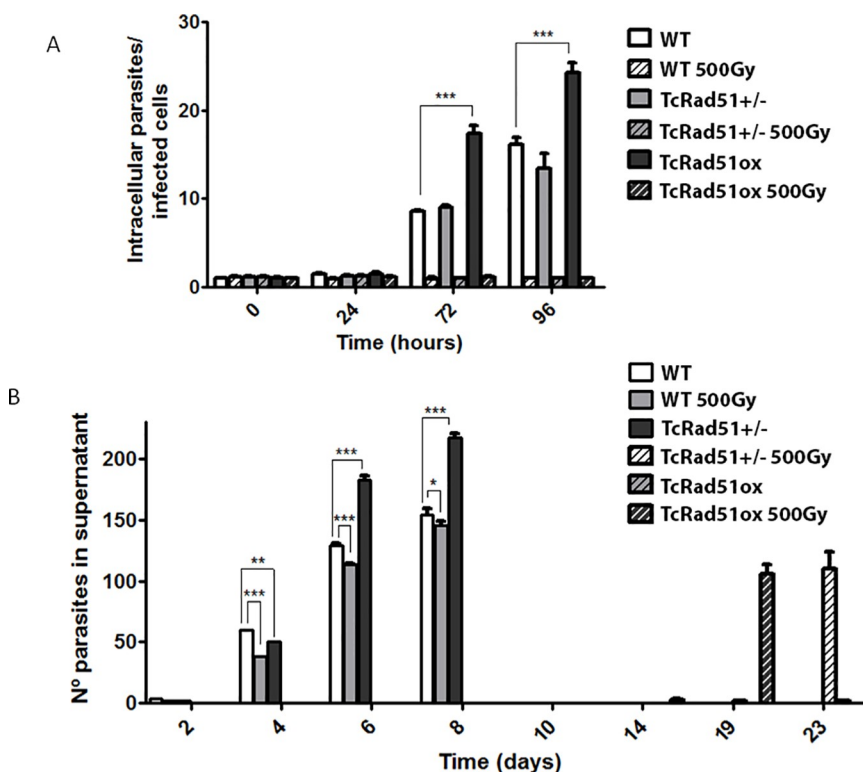 A
Intracellular parasites/
infected cells
30
20
10
0
***
***
0
24
72
96
Time (hours)
WT
WT 500Gy
TcRad51+/-
TcRad51+/- 500Gy
TcRad51ox
TcRad51ox 500Gy
B
Nº parasites in supernatant
200
150
100
50
0
**
***
***
***
***
*
2
4
6
8
10
14
19
23
Time (days)
WT
WT 500Gy
TcRad51+/-
TcRad51+/- 500Gy
TcRad51ox
TcRad51ox 500Gy